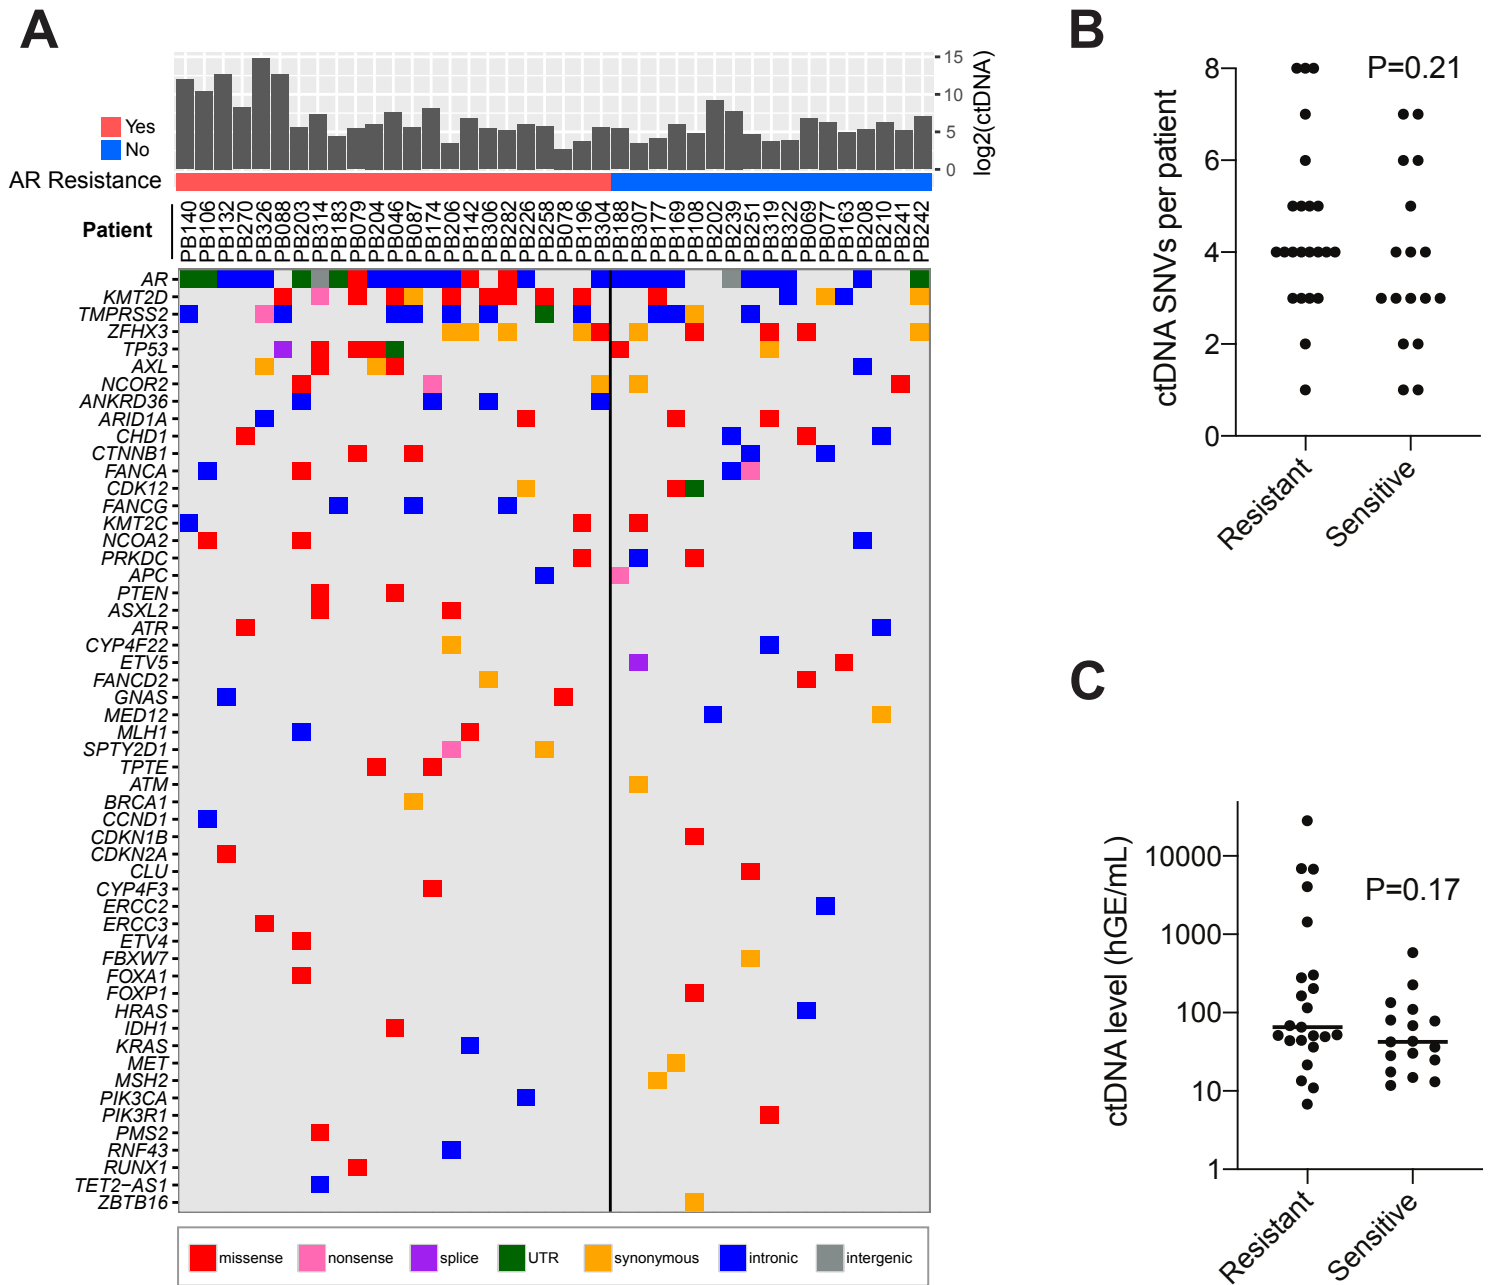 A
15
10
5
0
log2(ctDNA)
Yes
No
AR Resistance
Patient
PB140
PB106
PB132
PB270
PB326
PB088
PB203
PB314
PB183
PB079
PB204
PB046
PB087
PB174
PB206
PB142
PB306
PB282
PB226
PB258
PB078
PB196
PB304
PB188
PB307
PB177
PB169
PB108
PB202
PB239
PB251
PB319
PB322
PB069
PB077
PB163
PB208
PB210
PB241
PB242
AR
KMT2D
TMPRSS2
ZFHX3
TP53
AXL
NCOR2
ANKRD36
ARID1A
CHD1
CTNNB1
FANCA
CDK12
FANCG
KMT2C
NCOA2
PRKDC
APC
PTEN
ASXL2
ATR
CYP4F22
ETV5
FANCD2
GNAS
MED12
MLH1
SPTY2D1
TPTE
ATM
BRCA1
CCND1
CDKN1B
CDKN2A
CLU
CYP4F3
ERCC2
ERCC3
ETV4
FBXW7
FOXA1
FOXP1
HRAS
IDH1
KRAS
MET
MSH2
PIK3CA
PIK3R1
PMS2
RNF43
RUNX1
TET2−AS1
ZBTB16
missense nonsense splice UTR synonymous intronic intergenic
B
P=0.21
ctDNA SNVs per patient
8
6
4
2
0
Resistant
Sensitive
C
P=0.17
ctDNA level (hGE/mL)
10000
1000
100
10
1
Resistant
Sensitive